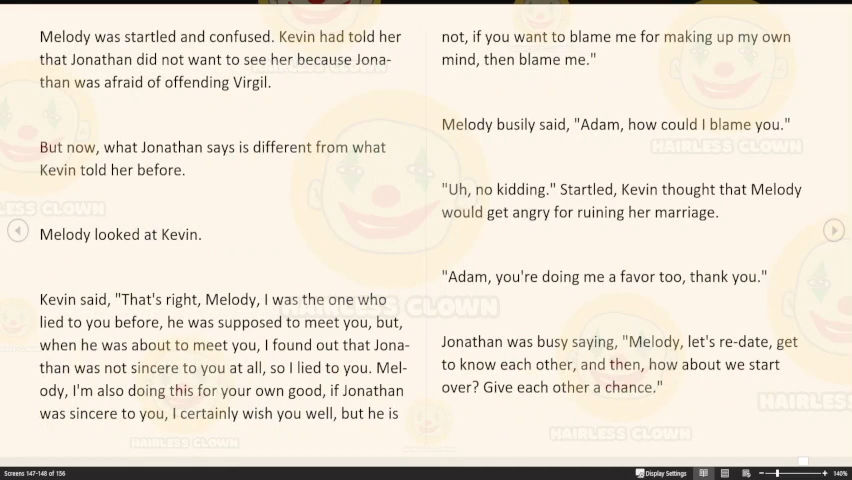 Melody was startled and confused. Kevin had told her
that Jonathan did not want to see her because Jona-
than was afraid of offending Virgil.
But now, what Jonathan says is different from what
Kevin told her before.
Melody looked at Kevin.
Kevin said, "That's right, Melody, I was the one who
lied to you before, he was supposed to meet you, but,
when he was about to meet you, I found out that Jona-
than was not sincere to you at all, so I lied to you. Mel-
ody, I'm also doing this for your own good, if Jonathan
was sincere to you, I certainly wish you well, but he is
not, if you want to blame me for making up my own
mind, then blame me."
Melody busily said, "Adam, how could I blame you."
"Uh, no kidding." Startled, Kevin thought that Melody
would get angry for ruining her marriage.
"Adam, you're doing me a favor too, thank you."
Jonathan was busy saying, "Melody, let's re-date, get
to know each other, and then, how about we start
over? Give each other a chance."
HAIRLESS CLOWN
LESS CLOWN
HAIRLESS CLOWN
HAIRLESS CLOWN
HAIRLESS CLOWN
HAIRLESS
Screens 147-148 of 156
Display Settings
140%